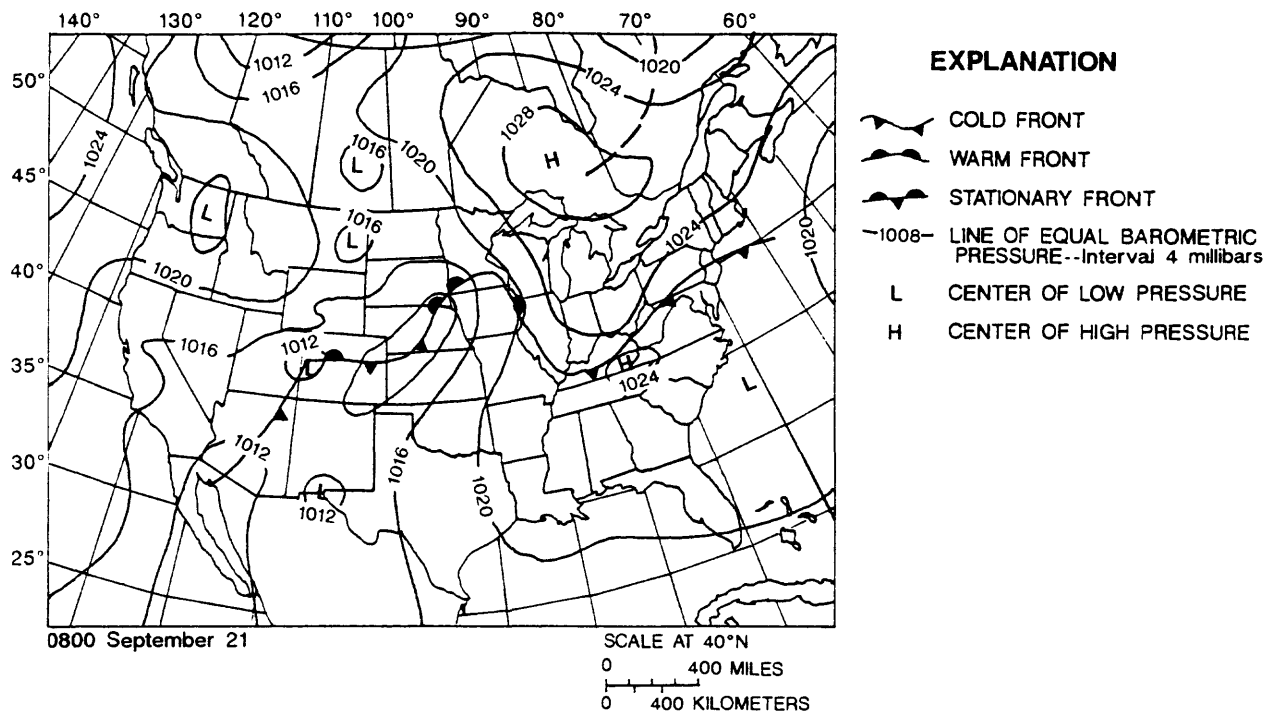 140° 130° 120° 110° 100° 90° 80° 70° 60°
50°
45°
40°
35°
30°
25°
1012
1016
1024
1020
1028
H
1024
1016
L
1020
L
1016
L
1020
1024
1020
1016
1012
L
H
1024
L
1012
1016
1020
L
1012
0800 September 21
SCALE AT 40°N
0 400 MILES
0 400 KILOMETERS
EXPLANATION
COLD FRONT
WARM FRONT
STATIONARY FRONT
1008 LINE OF EQUAL BAROMETRIC
PRESSURE--Interval 4 millibars
L CENTER OF LOW PRESSURE
H CENTER OF HIGH PRESSURE